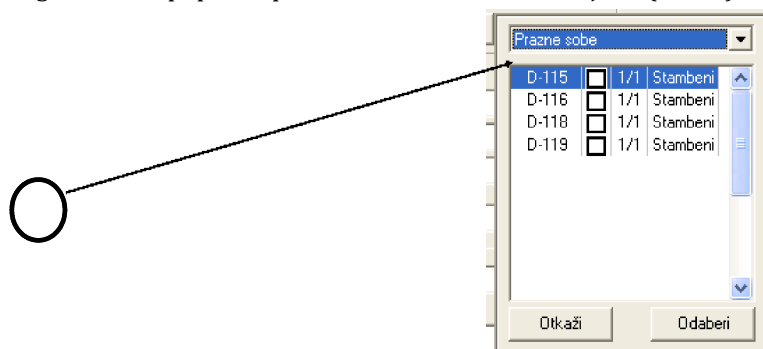 Prazne sobe
D-115 1/1 Stambeni
D-116 1/1 Stambeni
D-118 1/1 Stambeni
D-119 1/1 Stambeni
Otkaži Odaberi